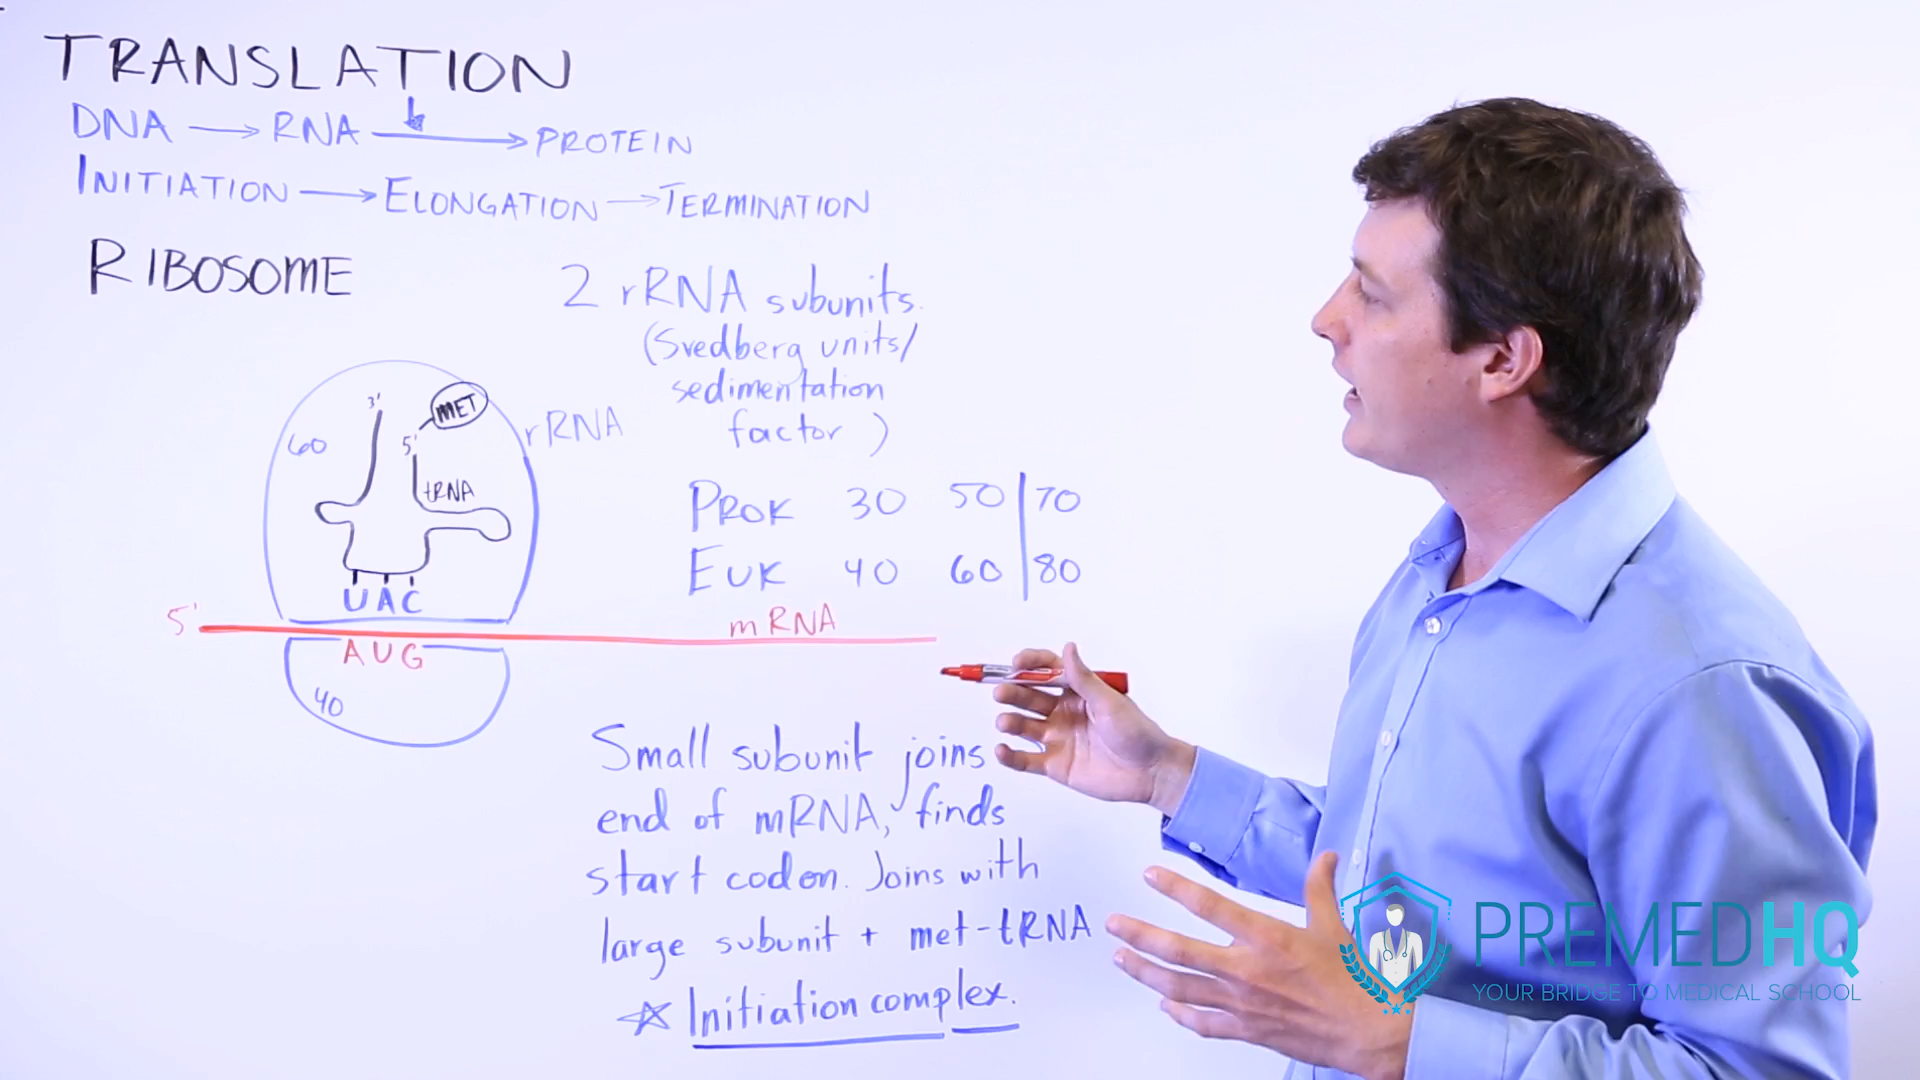 TRANSLATION
DNA → RNA → PROTEIN
INITIATION → ELONGATION → TERMINATION
RIBOSOME
2 rRNA subunits.
(Svedberg units/
sedimentation
factor)
60
3'
MET
5'
tRNA
rRNA
UAC
PROK 30 50 | 70
EUK 40 60 | 80
5'
mRNA
AUG
40
Small subunit joins
end of mRNA, finds
start codon. Joins with
large subunit + met-tRNA
☆ Initiation complex.
PREMEDHQ
YOUR BRIDGE TO MEDICAL SCHOOL